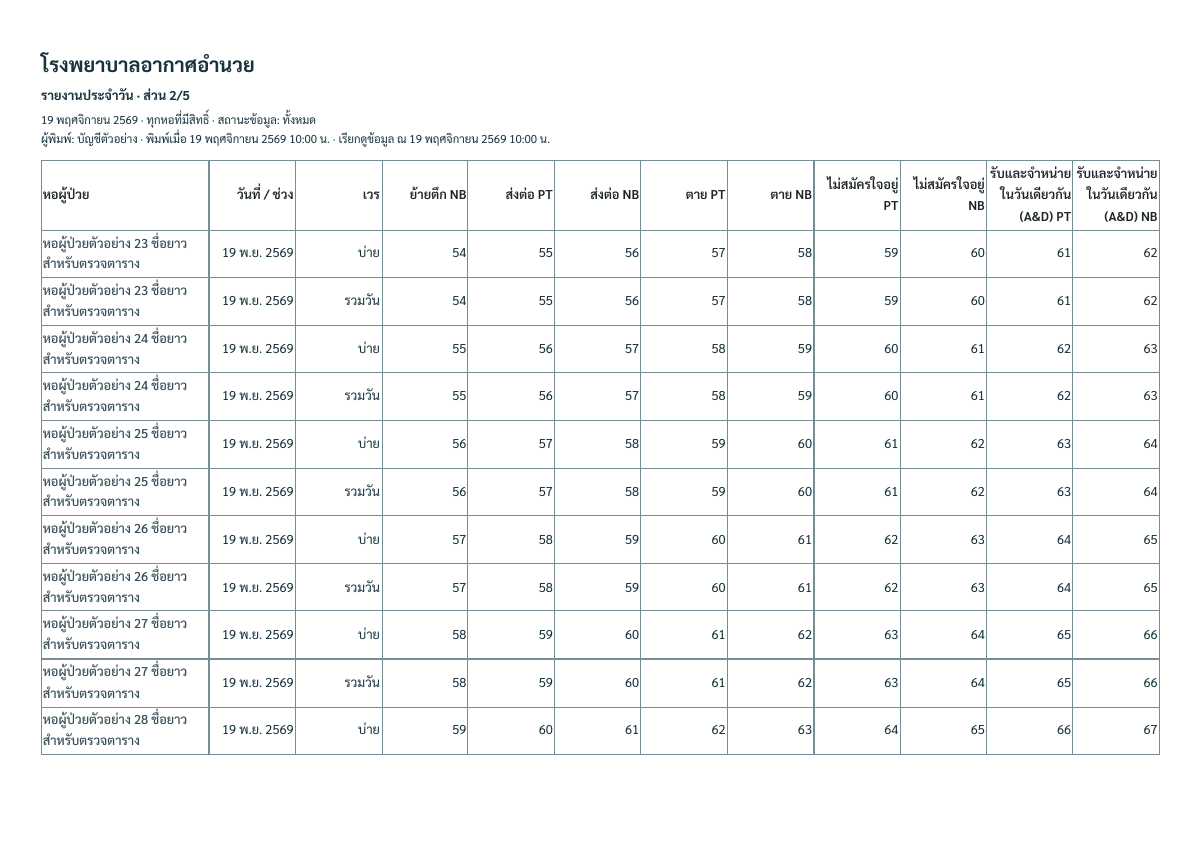 โรงพยาบาลอากาศอำนวย
รายงานประจำวัน · ส่วน 2/5
19 พฤศจิกายน 2569 · ทุกหอที่มีสิทธิ์ · สถานะข้อมูล: ทั้งหมด
ผู้พิมพ์: บัญชีตัวอย่าง · พิมพ์เมื่อ 19 พฤศจิกายน 2569 10:00 น. · เรียกดูข้อมูล ณ 19 พฤศจิกายน 2569 10:00 น.
หอผู้ป่วย วันที่ / ช่วง เวร ย้ายตึก NB ส่งต่อ PT ส่งต่อ NB ตาย PT ตาย NB ไม่สมัครใจอยู่ PT ไม่สมัครใจอยู่ NB รับและจำหน่ายในวันเดียวกัน (A&D) PT รับและจำหน่ายในวันเดียวกัน (A&D) NB
หอผู้ป่วยตัวอย่าง 23 ชื่อยาวสำหรับตรวจตาราง 19 พ.ย. 2569 บ่าย 54 55 56 57 58 59 60 61 62
หอผู้ป่วยตัวอย่าง 23 ชื่อยาวสำหรับตรวจตาราง 19 พ.ย. 2569 รวมวัน 54 55 56 57 58 59 60 61 62
หอผู้ป่วยตัวอย่าง 24 ชื่อยาวสำหรับตรวจตาราง 19 พ.ย. 2569 บ่าย 55 56 57 58 59 60 61 62 63
หอผู้ป่วยตัวอย่าง 24 ชื่อยาวสำหรับตรวจตาราง 19 พ.ย. 2569 รวมวัน 55 56 57 58 59 60 61 62 63
หอผู้ป่วยตัวอย่าง 25 ชื่อยาวสำหรับตรวจตาราง 19 พ.ย. 2569 บ่าย 56 57 58 59 60 61 62 63 64
หอผู้ป่วยตัวอย่าง 25 ชื่อยาวสำหรับตรวจตาราง 19 พ.ย. 2569 รวมวัน 56 57 58 59 60 61 62 63 64
หอผู้ป่วยตัวอย่าง 26 ชื่อยาวสำหรับตรวจตาราง 19 พ.ย. 2569 บ่าย 57 58 59 60 61 62 63 64 65
หอผู้ป่วยตัวอย่าง 26 ชื่อยาวสำหรับตรวจตาราง 19 พ.ย. 2569 รวมวัน 57 58 59 60 61 62 63 64 65
หอผู้ป่วยตัวอย่าง 27 ชื่อยาวสำหรับตรวจตาราง 19 พ.ย. 2569 บ่าย 58 59 60 61 62 63 64 65 66
หอผู้ป่วยตัวอย่าง 27 ชื่อยาวสำหรับตรวจตาราง 19 พ.ย. 2569 รวมวัน 58 59 60 61 62 63 64 65 66
หอผู้ป่วยตัวอย่าง 28 ชื่อยาวสำหรับตรวจตาราง 19 พ.ย. 2569 บ่าย 59 60 61 62 63 64 65 66 67